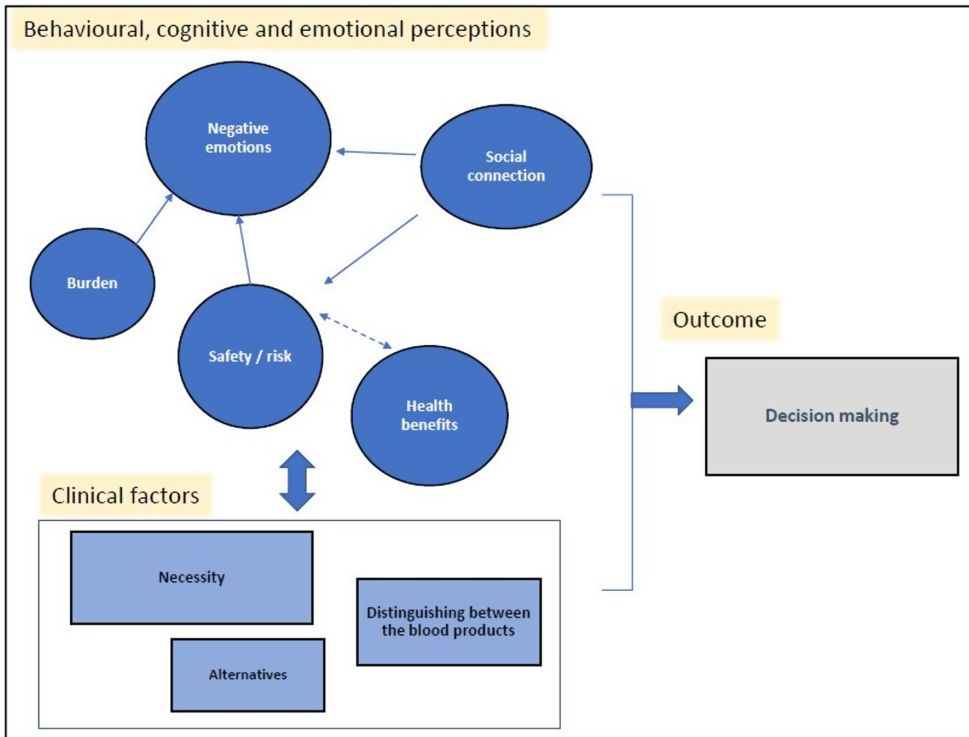 Behavioural, cognitive and emotional perceptions
Negative
emotions
Social
connection
Burden
Safety / risk
Health
benefits
Outcome
Decision making
Clinical factors
Necessity
Distinguishing between
the blood products
Alternatives